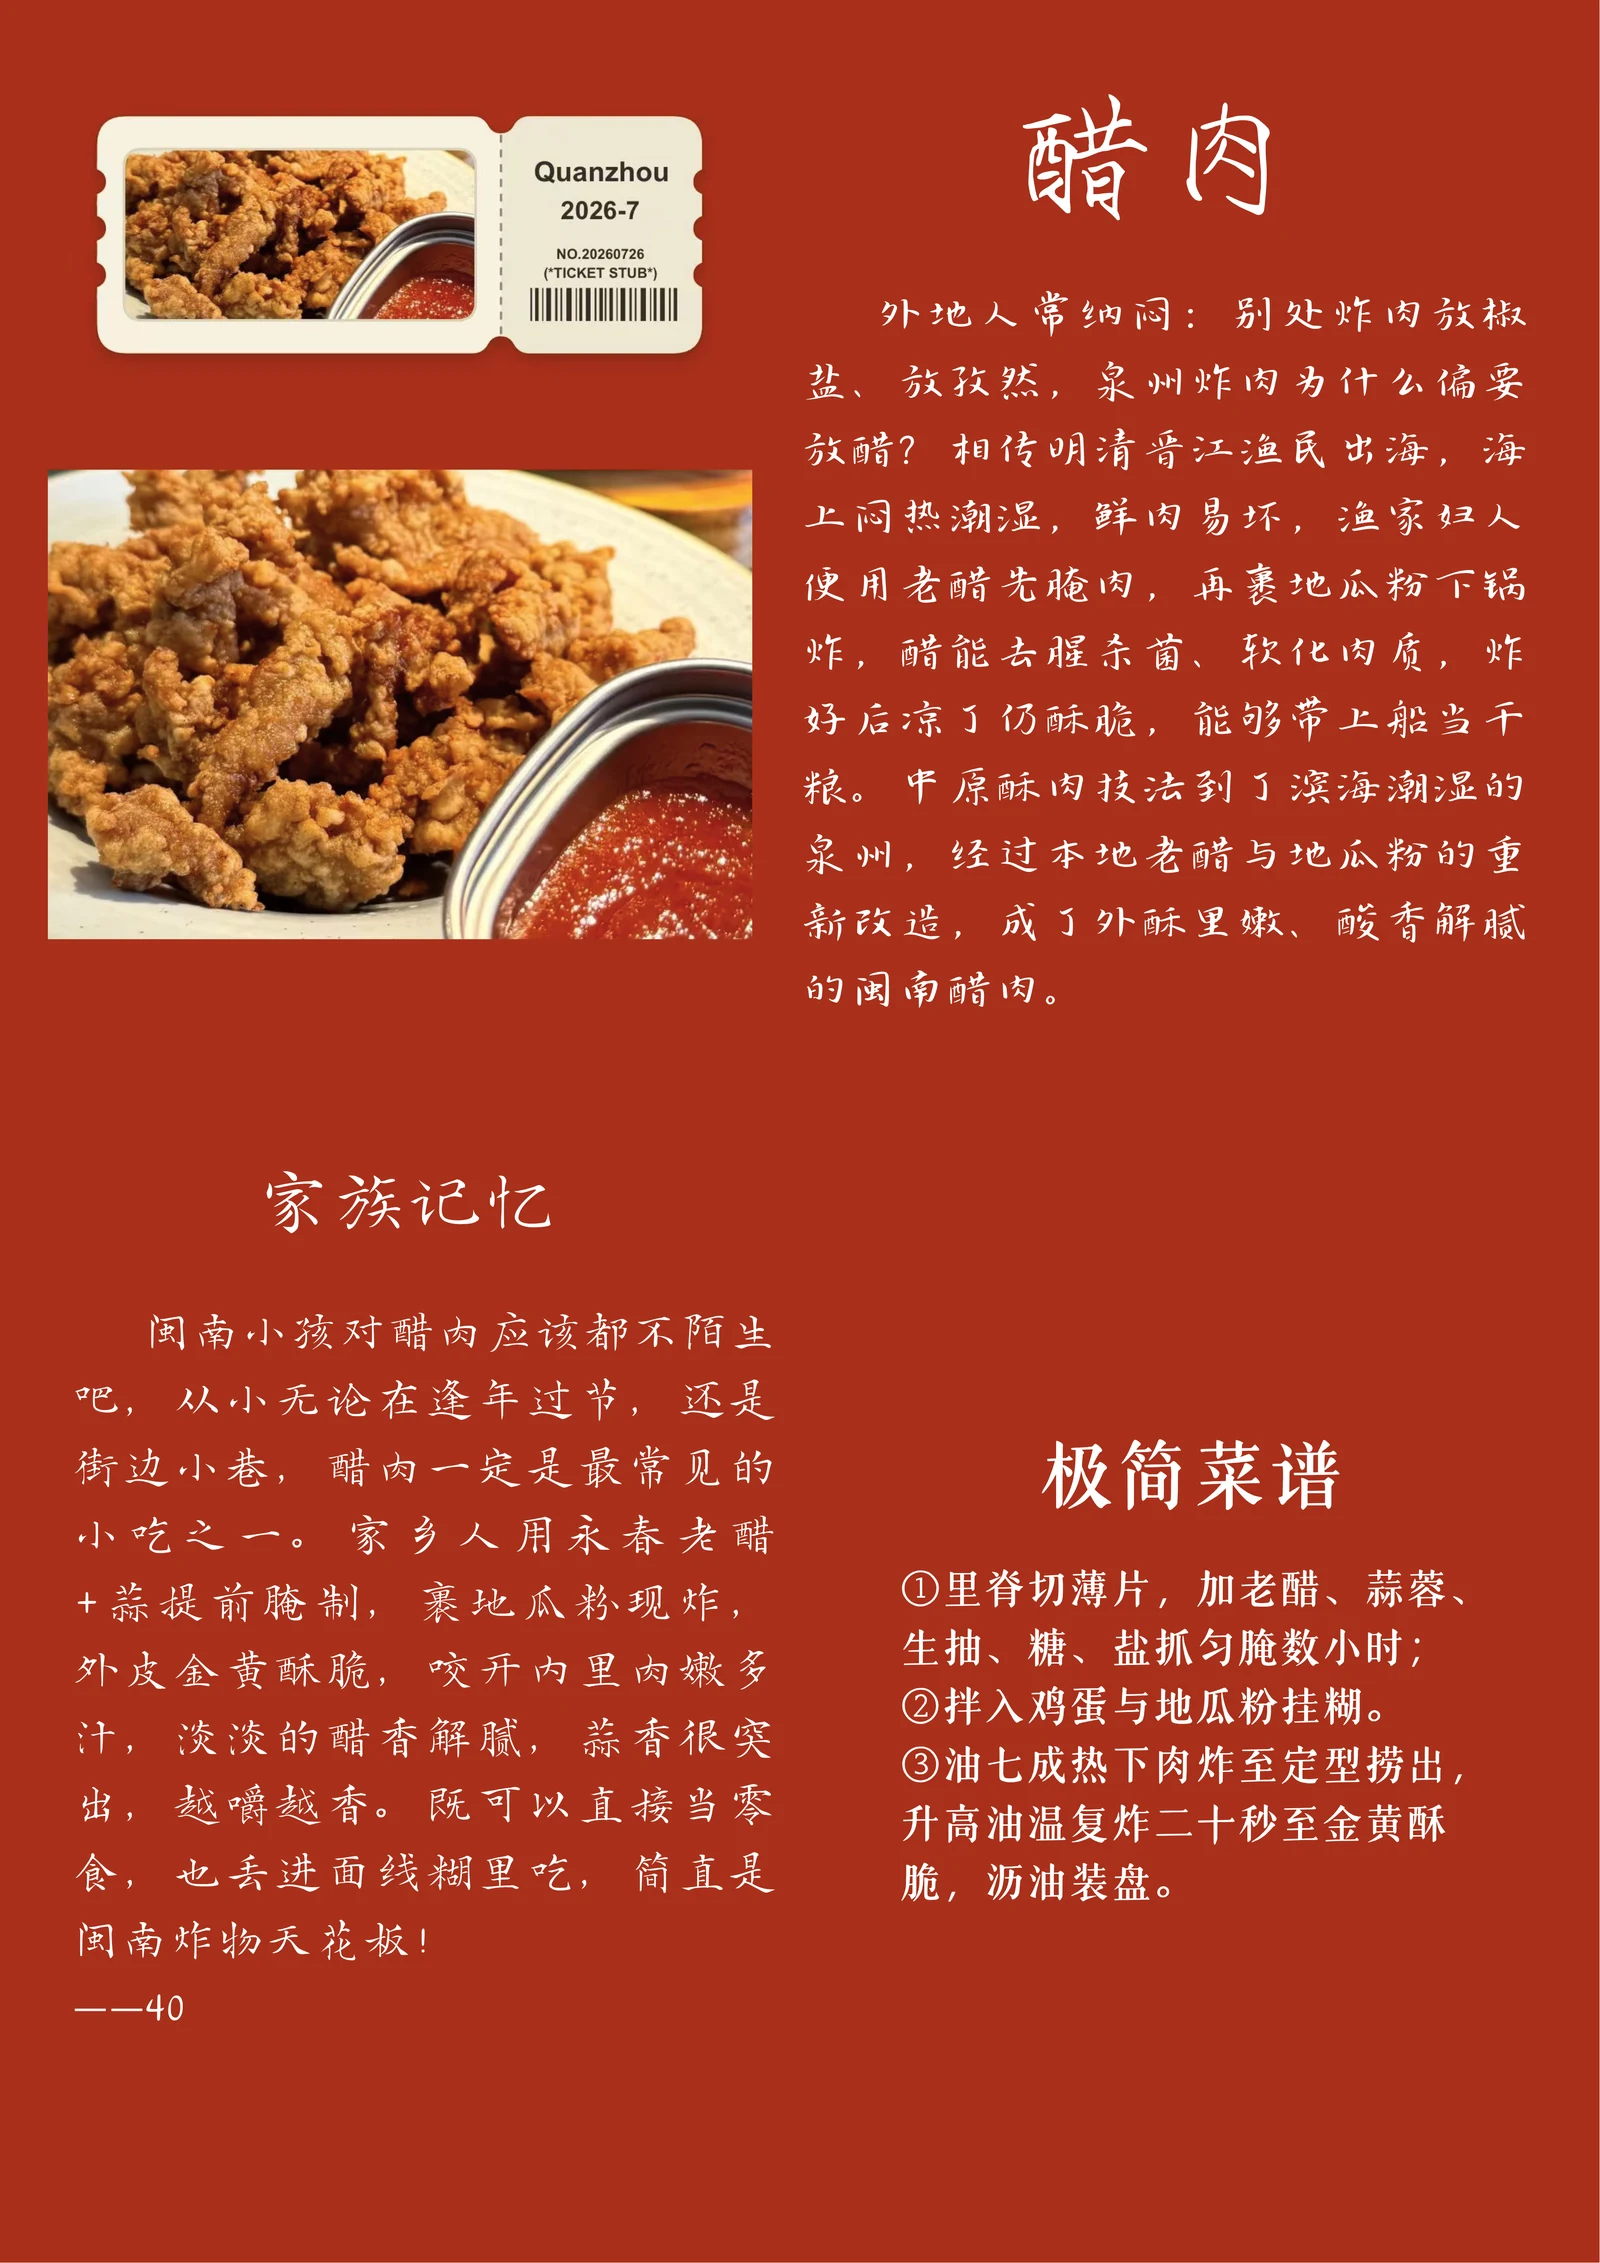 Quanzhou
2026-7
NO.20260726
(*TICKET STUB*)
醋肉
外地人常纳闷：别处炸肉放椒
盐、放孜然，泉州炸肉为什么偏要
放醋？相传明清晋江渔民出海，海
上闷热潮湿，鲜肉易坏，渔家妇人
便用老醋先腌肉，再裹地瓜粉下锅
炸，醋能去腥杀菌、软化肉质，炸
好后凉了仍酥脆，能够带上船当干
粮。中原酥肉技法到了滨海潮湿的
泉州，经过本地老醋与地瓜粉的重
新改造，成了外酥里嫩、酸香解腻
的闽南醋肉。
家族记忆
闽南小孩对醋肉应该都不陌生
吧，从小无论在逢年过节，还是
街边小巷，醋肉一定是最常见的
小吃之一。家乡人用永春老醋
+蒜提前腌制，裹地瓜粉现炸，
外皮金黄酥脆，咬开内里肉嫩多
汁，淡淡的醋香解腻，蒜香很突
出，越嚼越香。既可以直接当零
食，也丢进面线糊里吃，简直是
闽南炸物天花板！
——40
极简菜谱
①里脊切薄片，加老醋、蒜蓉、
生抽、糖、盐抓匀腌数小时；
②拌入鸡蛋与地瓜粉挂糊。
③油七成热下肉炸至定型捞出，
升高油温复炸二十秒至金黄酥
脆，沥油装盘。